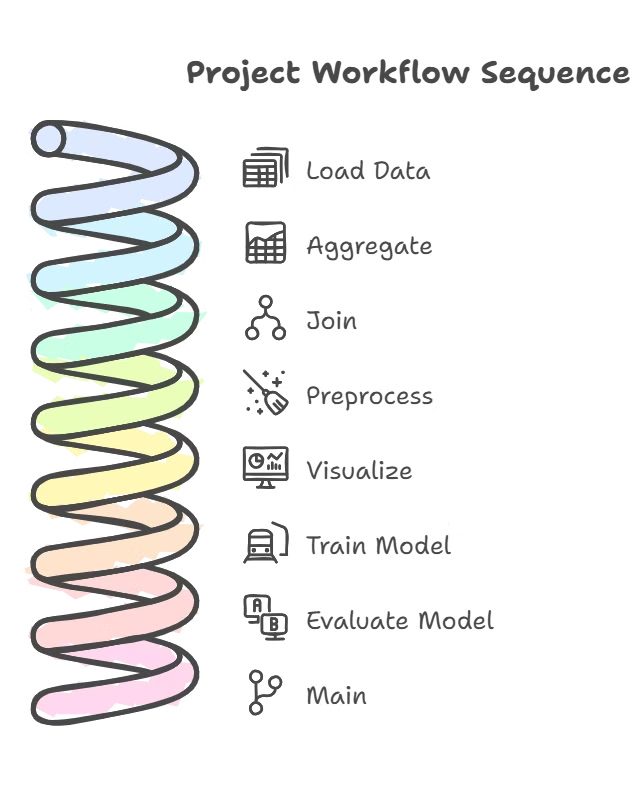 Project Workflow Sequence
Load Data
Aggregate
Join
Preprocess
Visualize
Train Model
A
B
Evaluate Model
Main